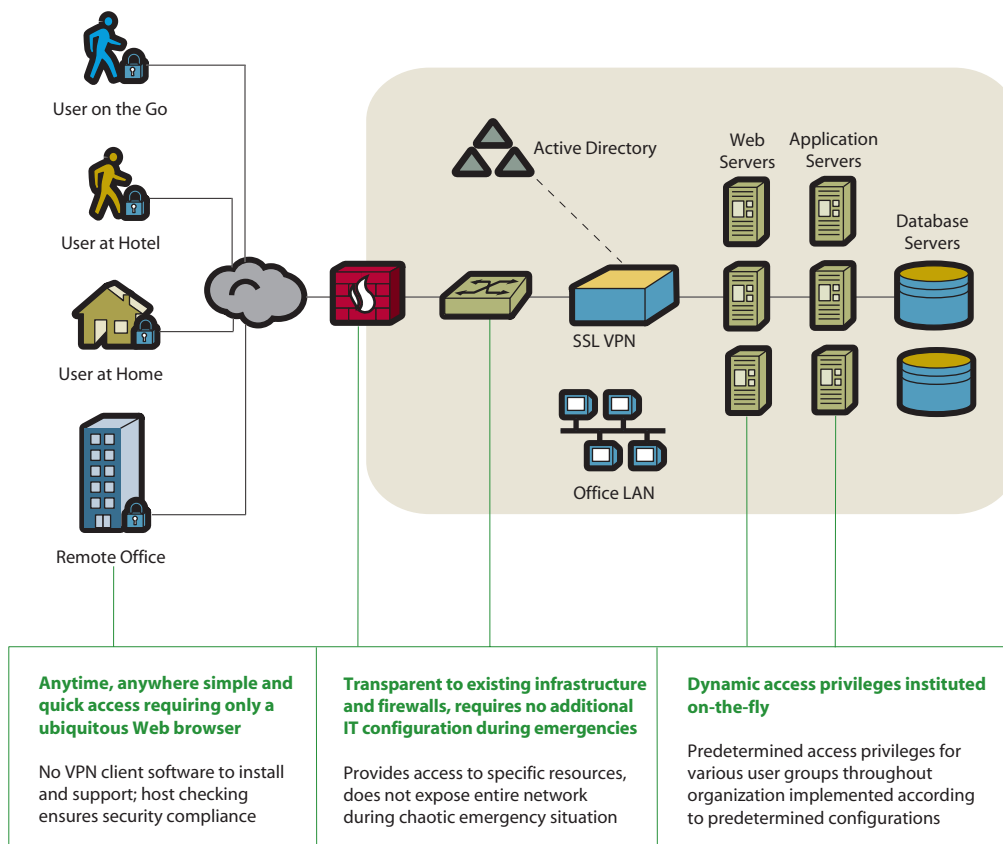 User on the Go
User at Hotel
User at Home
Remote Office
Active Directory
Web
Servers
Application
Servers
Database
Servers
SSL VPN
Office LAN
Anytime, anywhere simple and
quick access requiring only a
ubiquitous Web browser
No VPN client software to install
and support; host checking
ensures security compliance
Transparent to existing infrastructure
and firewalls, requires no additional
IT configuration during emergencies
Provides access to specific resources,
does not expose entire network
during chaotic emergency situation
Dynamic access privileges instituted
on-the-fly
Predetermined access privileges for
various user groups throughout
organization implemented according
to predetermined configurations